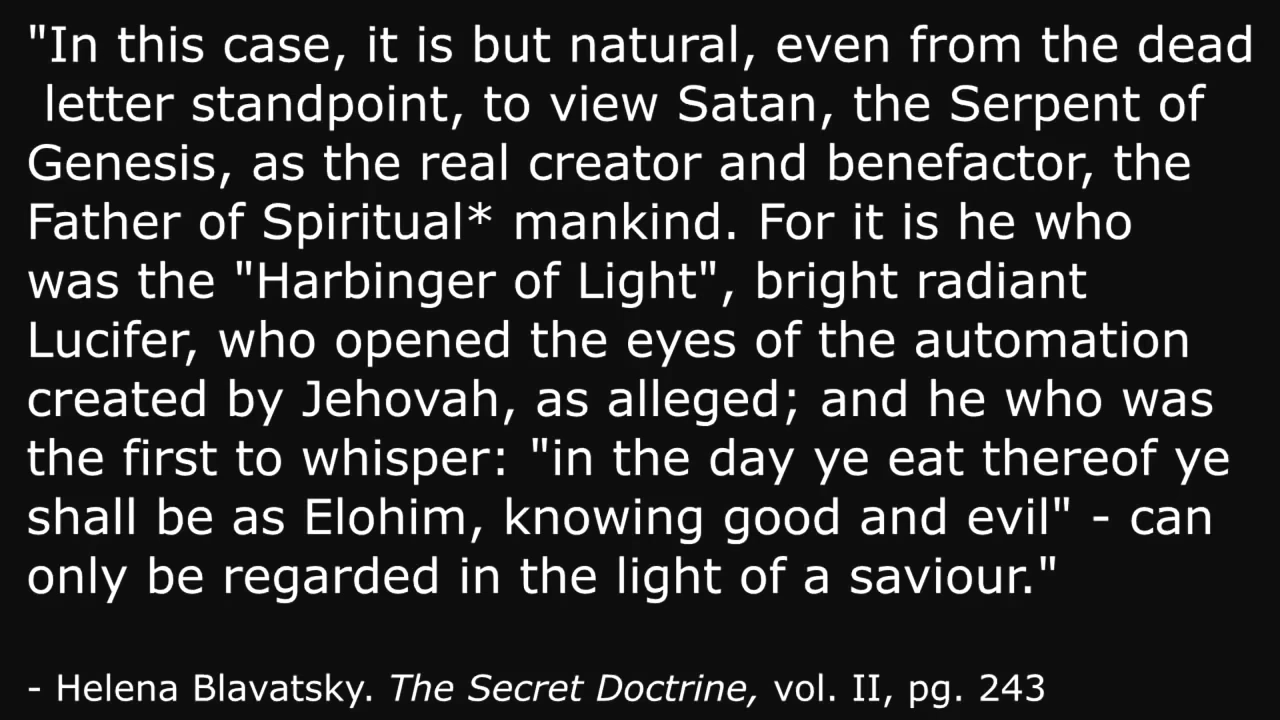 "In this case, it is but natural, even from the dead
letter standpoint, to view Satan, the Serpent of
Genesis, as the real creator and benefactor, the
Father of Spiritual* mankind. For it is he who
was the "Harbinger of Light", bright radiant
Lucifer, who opened the eyes of the automation
created by Jehovah, as alleged; and he who was
the first to whisper: "in the day ye eat thereof ye
shall be as Elohim, knowing good and evil" - can
only be regarded in the light of a saviour."
- Helena Blavatsky. The Secret Doctrine, vol. II, pg. 243